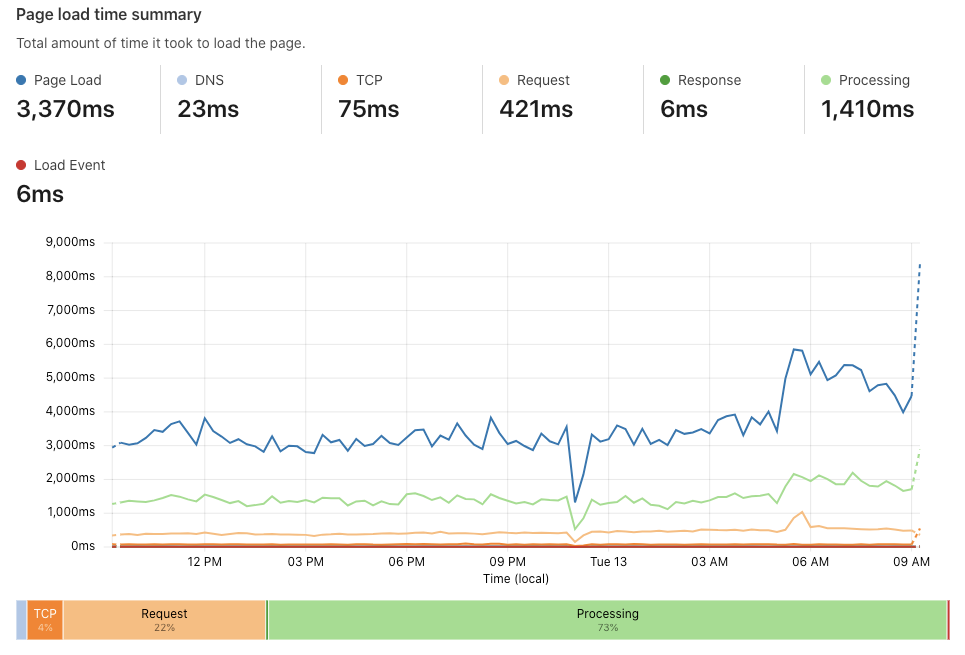 Page load time summary
Total amount of time it took to load the page.
Page Load
3,370ms
DNS
23ms
TCP
75ms
Request
421ms
Response
6ms
Processing
1,410ms
Load Event
6ms
9,000ms
8,000ms
7,000ms
6,000ms
5,000ms
4,000ms
3,000ms
2,000ms
1,000ms
0ms
12 PM 03 PM 06 PM 09 PM Tue 13 03 AM 06 AM 09 AM
Time (local)
TCP Request Processing
4% 22% 73%